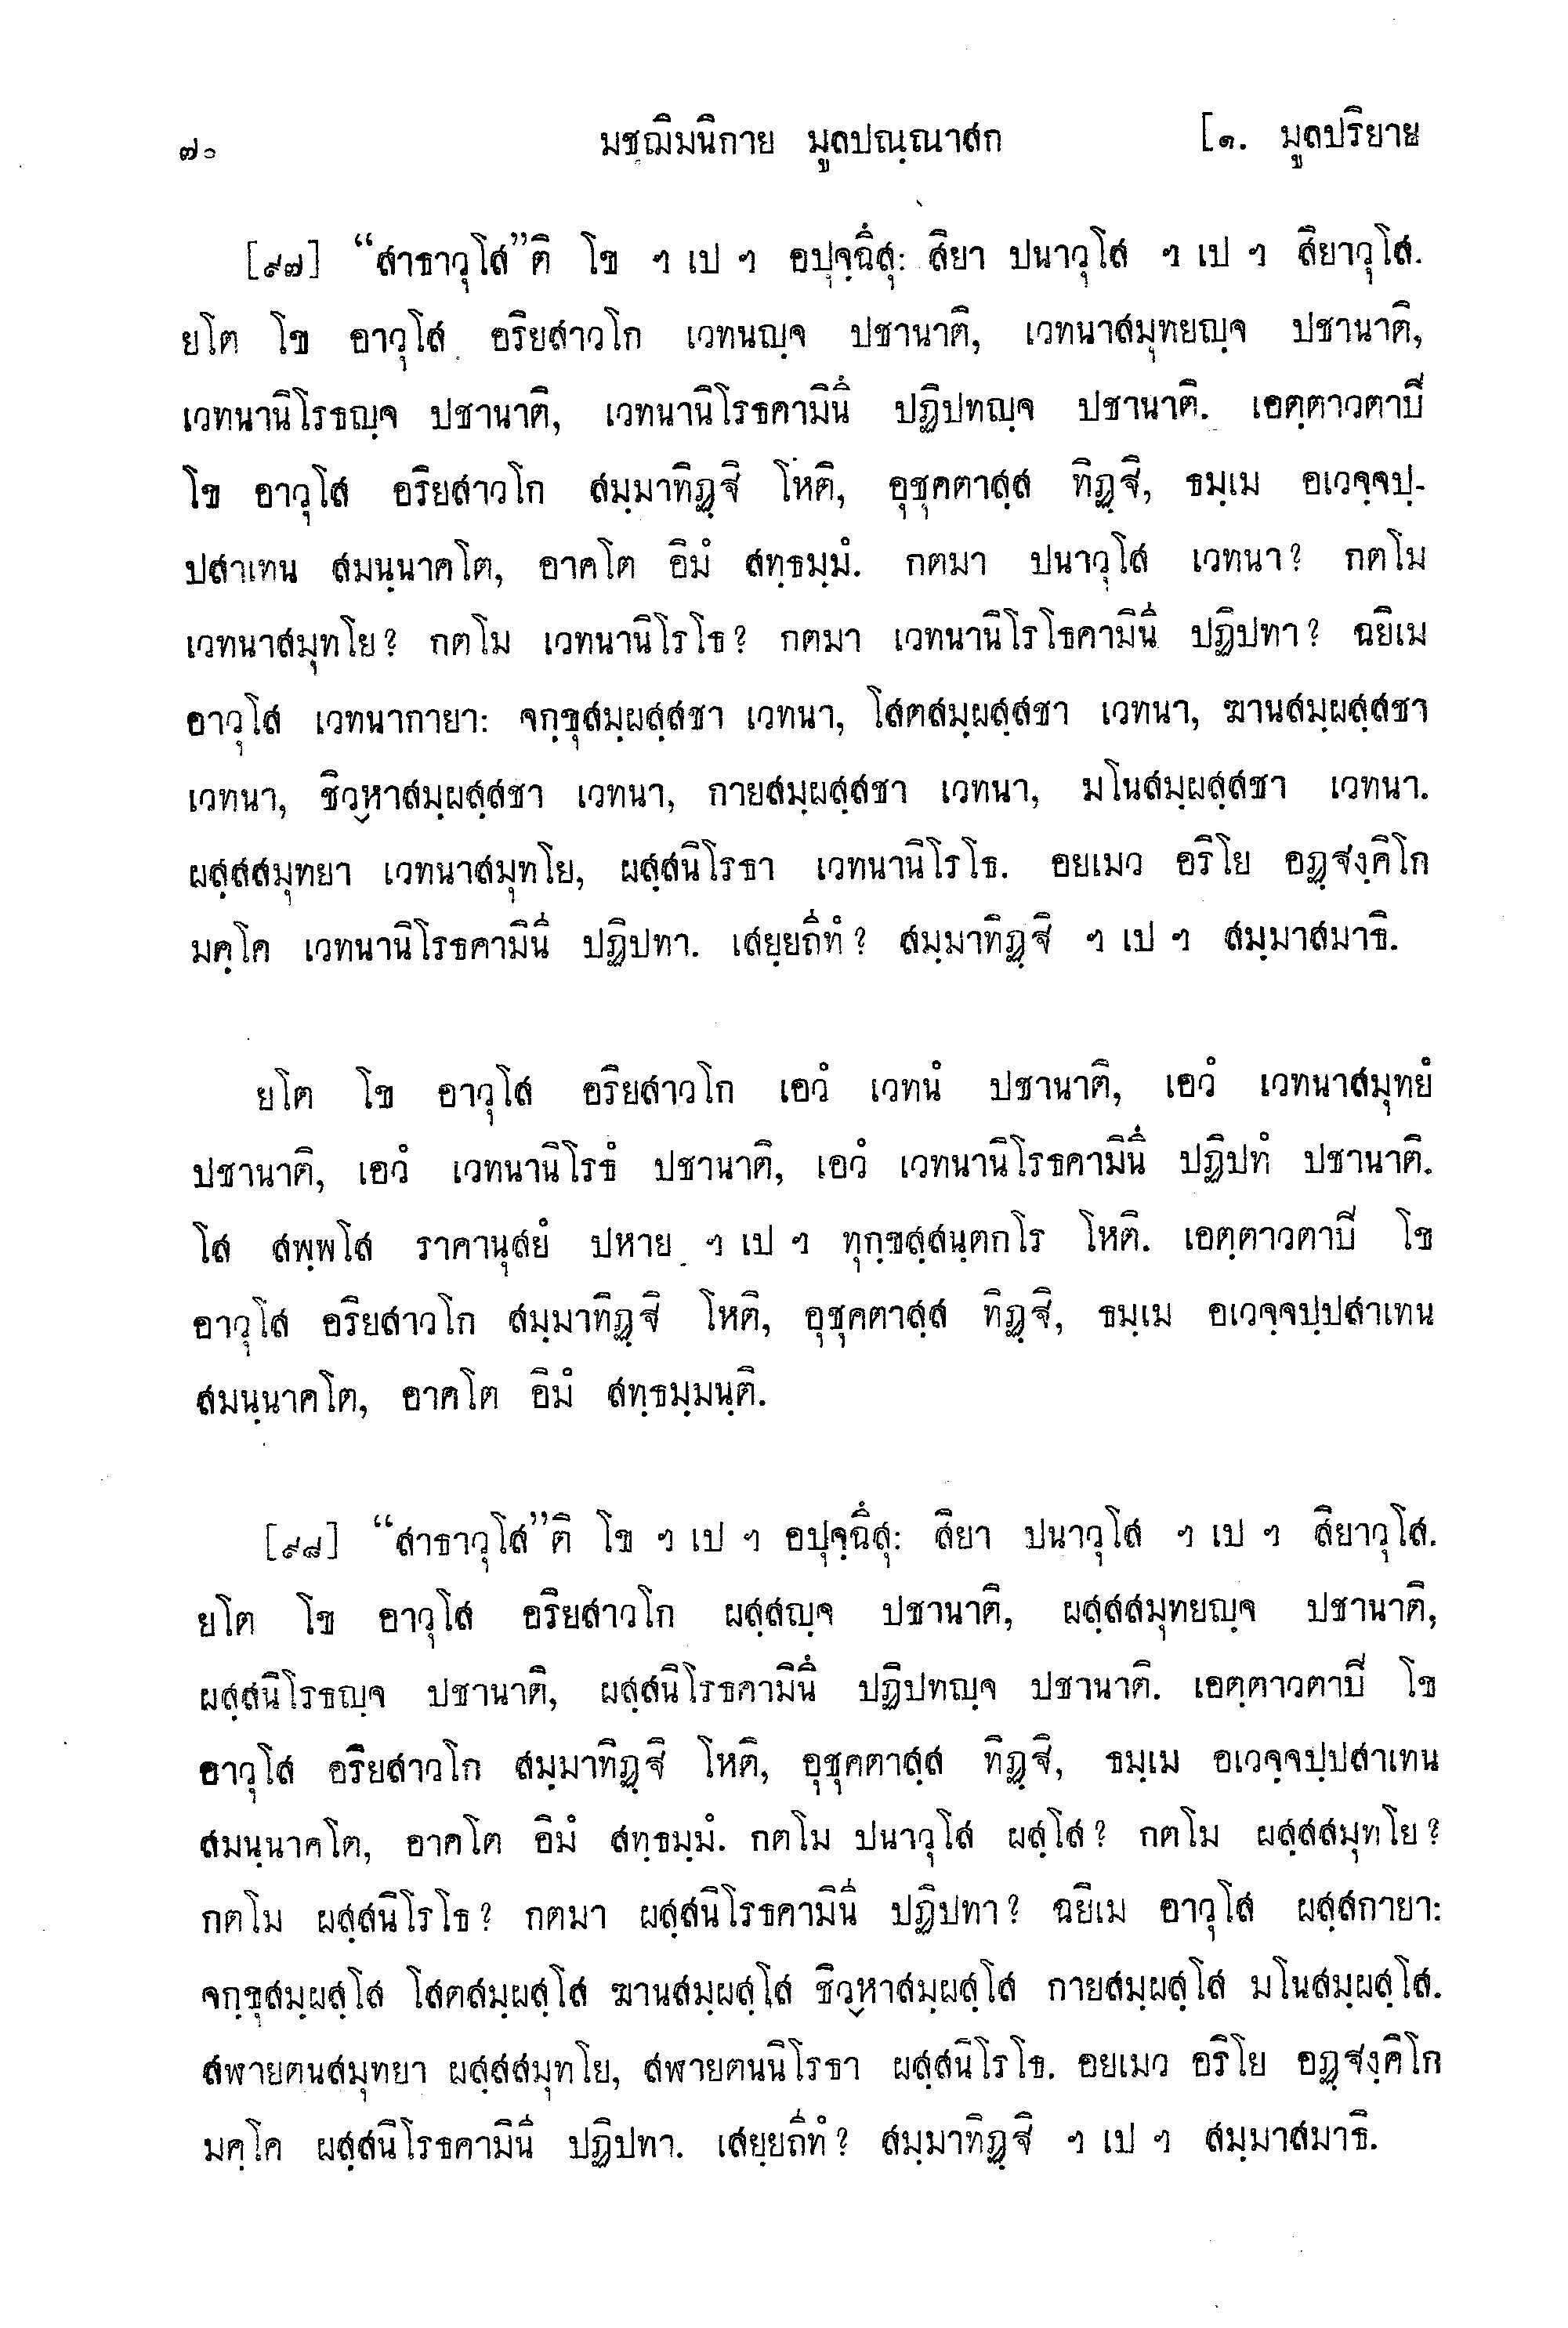 ๗๐ มชฺฌิมนิกาย มูลปณฺณาสก [๑. มูลปริยาย
[๙๗] “สาธาวุโส”ติ โข ฯ เป ฯ อปุจฺฉึสุ: สิยา ปนาวุโส ฯ เป ฯ สิยาวุโส.
ยโต โข อาวุโส อริยสาวโก เวทนญฺจ ปชานาติ, เวทนาสมุทยญฺจ ปชานาติ,
เวทนานิโรธญฺจ ปชานาติ, เวทนานิโรธคามินึ ปฏิปทญฺจ ปชานาติ. เอตฺตาวตาปิ
โข อาวุโส อริยสาวโก สมฺมาทิฏฺฐิ โหติ, อุชุคตาสฺส ทิฏฺฐิ, ธมฺเม อเวจฺจปฺ-
ปสาเทน สมนฺนาคโต, อาคโต อิมํ สทฺธมฺมํ. กตมา ปนาวุโส เวทนา? กตโม
เวทนาสมุทโย? กตโม เวทนานิโรโธ? กตมา เวทนานิโรโธคามินึ ปฏิปทา? ฉยิเม
อาวุโส เวทนากายา: จกฺขุสมฺผสฺสชา เวทนา, โสตสมฺผสฺสชา เวทนา, ฆานสมฺผสฺสชา
เวทนา, ชิวฺหาสมฺผสฺสชา เวทนา, กายสมฺผสฺสชา เวทนา, มโนสมฺผสฺสชา เวทนา.
ผสฺสสมุทยา เวทนาสมุทโย, ผสฺสนิโรธา เวทนานิโรโธ. อยเมว อริโย อฏฺฐงฺคิโก
มคฺโค เวทนานิโรธคามินึ ปฏิปทา. เสยฺยถีทํ? สมฺมาทิฏฺฐิ ฯ เป ฯ สมฺมาสมาธิ.
ยโต โข อาวุโส อริยสาวโก เอวํ เวทนํ ปชานาติ, เอวํ เวทนาสมุทยํ
ปชานาติ, เอวํ เวทนานิโรธํ ปชานาติ, เอวํ เวทนานิโรธคามินึ ปฏิปทํ ปชานาติ.
โส สพฺพโส ราคานุสยํ ปหาย ฯ เป ฯ ทุกฺขสฺสนฺตกโร โหติ. เอตฺตาวตาปิ โข
อาวุโส อริยสาวโก สมฺมาทิฏฺฐิ โหติ, อุชุคตาสฺส ทิฏฺฐิ, ธมฺเม อเวจฺจปฺปสาเทน
สมนฺนาคโต, อาคโต อิมํ สทฺธมฺมนฺติ.
[๙๘] “สาธาวุโส”ติ โข ฯ เป ฯ อปุจฺฉึสุ: สิยา ปนาวุโส ฯ เป ฯ สิยาวุโส.
ยโต โข อาวุโส อริยสาวโก ผสฺสญฺจ ปชานาติ, ผสฺสสมุทยญฺจ ปชานาติ,
ผสฺสนิโรธญฺจ ปชานาติ, ผสฺสนิโรธคามินึ ปฏิปทญฺจ ปชานาติ. เอตฺตาวตาปิ โข
อาวุโส อริยสาวโก สมฺมาทิฏฺฐิ โหติ, อุชุคตาสฺส ทิฏฺฐิ, ธมฺเม อเวจฺจปฺปสาเทน
สมนฺนาคโต, อาคโต อิมํ สทฺธมฺมํ. กตโม ปนาวุโส ผสฺโส? กตโม ผสฺสสมุทโย?
กตโม ผสฺสนิโรโธ? กตมา ผสฺสนิโรธคามินึ ปฏิปทา? ฉยิเม อาวุโส ผสฺสกายา:
จกฺขุสมฺผสฺโส โสตสมฺผสฺโส ฆานสมฺผสฺโส ชิวฺหาสมฺผสฺโส กายสมฺผสฺโส มโนสมฺผสฺโส.
สฬายตนสมุทยา ผสฺสสมุทโย, สฬายตนนิโรธา ผสฺสนิโรโธ. อยเมว อริโย อฏฺฐงฺคิโก
มคฺโค ผสฺสนิโรธคามินี ปฏิปทา. เสยฺยถีทํ? สมฺมาทิฏฺฐิ ฯ เป ฯ สมฺมาสมาธิ.